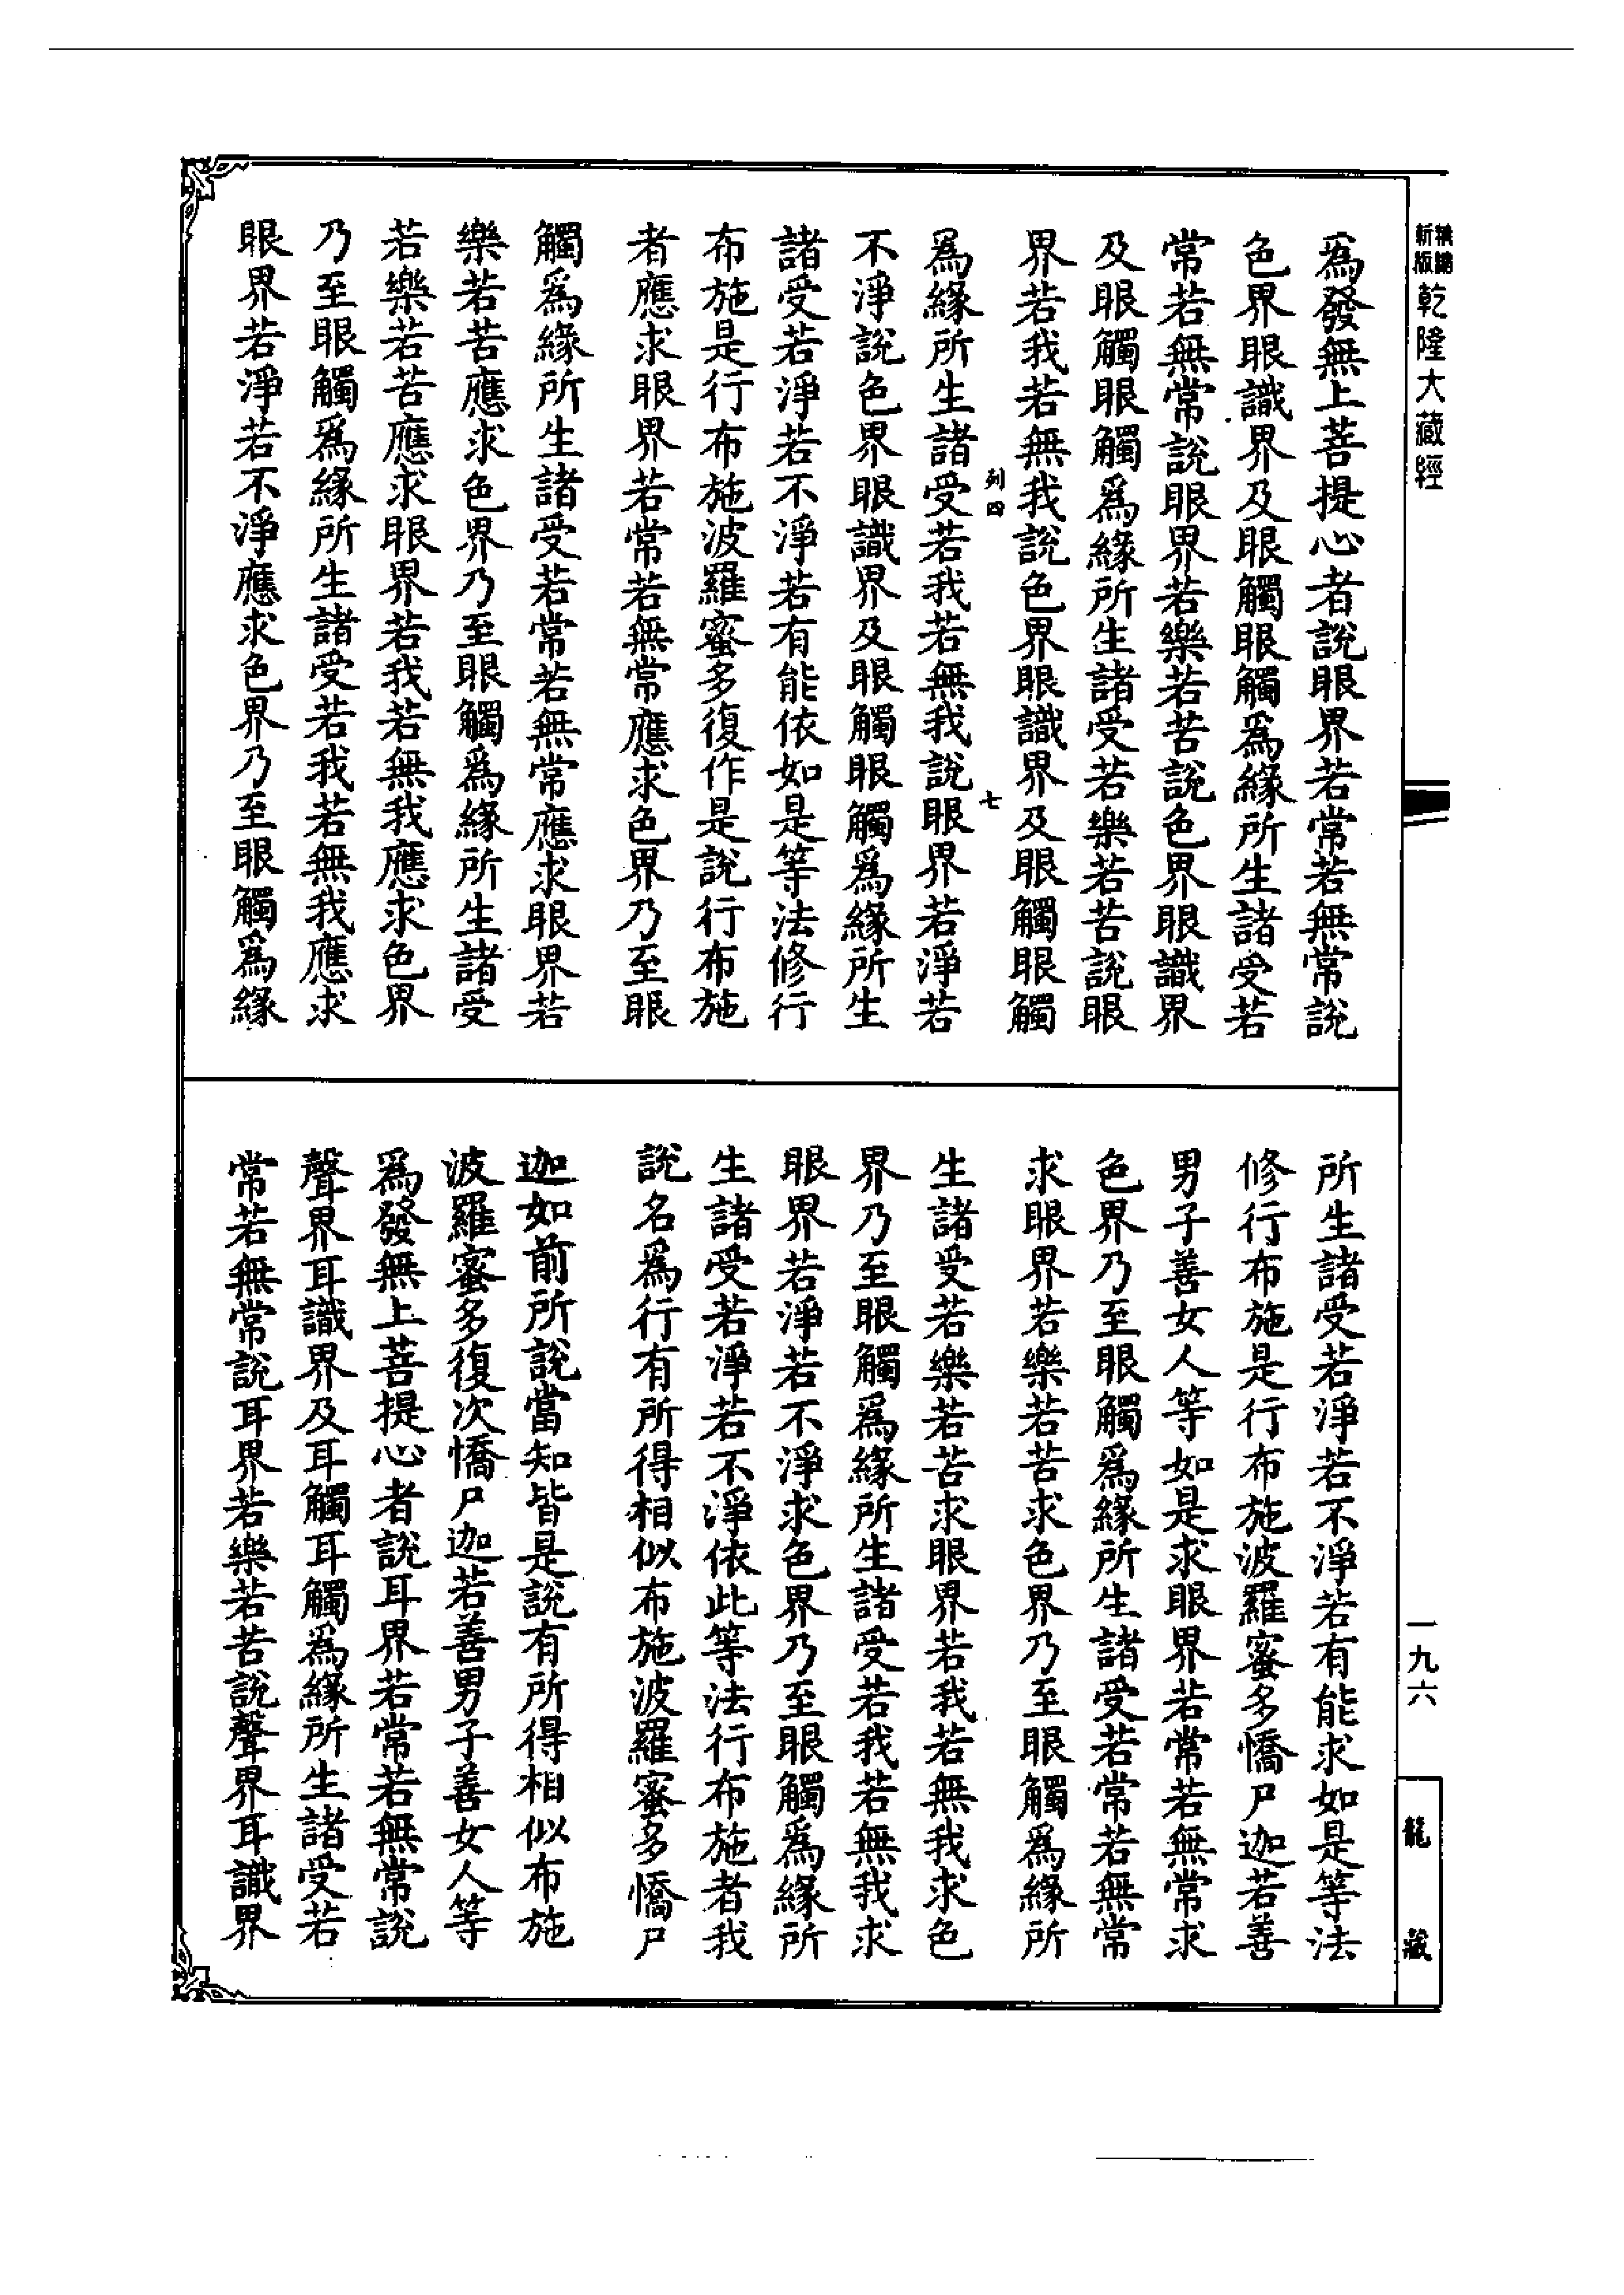 新版精縮乾隆大藏經
爲發無上菩提心者說眼界若常若無常說
色界眼識界及眼觸眼觸爲緣所生諸受若
常若無常說眼界若樂若苦說色界眼識界
及眼觸眼觸爲緣所生諸受若樂若苦說眼
界若我若無我說色界眼識界及眼觸眼觸
列四 七
爲緣所生諸受若我若無我說眼界若淨若
不淨說色界眼識界及眼觸眼觸爲緣所生
諸受若淨若不淨若有能依如是等法修行
布施是行布施波羅蜜多復作是說行布施
者應求眼界若常若無常應求色界乃至眼
觸爲緣所生諸受若常若無常應求眼界若
樂若苦應求色界乃至眼觸爲緣所生諸受
若樂若苦應求眼界若我若無我應求色界
乃至眼觸爲緣所生諸受若我若無我應求
眼界若淨若不淨應求色界乃至眼觸爲緣
所生諸受若淨若不淨若有能求如是等法
修行布施是行布施波羅蜜多憍尸迦若善
男子善女人等如是求眼界若常若無常求
色界乃至眼觸爲緣所生諸受若常若無常
求眼界若樂若苦求色界乃至眼觸爲緣所
生諸受若樂若苦求眼界若我若無我求色
界乃至眼觸爲緣所生諸受若我若無我求
眼界若淨若不淨求色界乃至眼觸爲緣所
生諸受若淨若不淨依此等法行布施者我
說名爲行有所得相似布施波羅蜜多憍尸
迦如前所說當知皆是說有所得相似布施
波羅蜜多復次憍尸迦若善男子善女人等
爲發無上菩提心者說耳界若常若無常說
聲界耳識界及耳觸耳觸爲緣所生諸受若
常若無常說耳界若樂若苦說聲界耳識界
一九六
龍藏